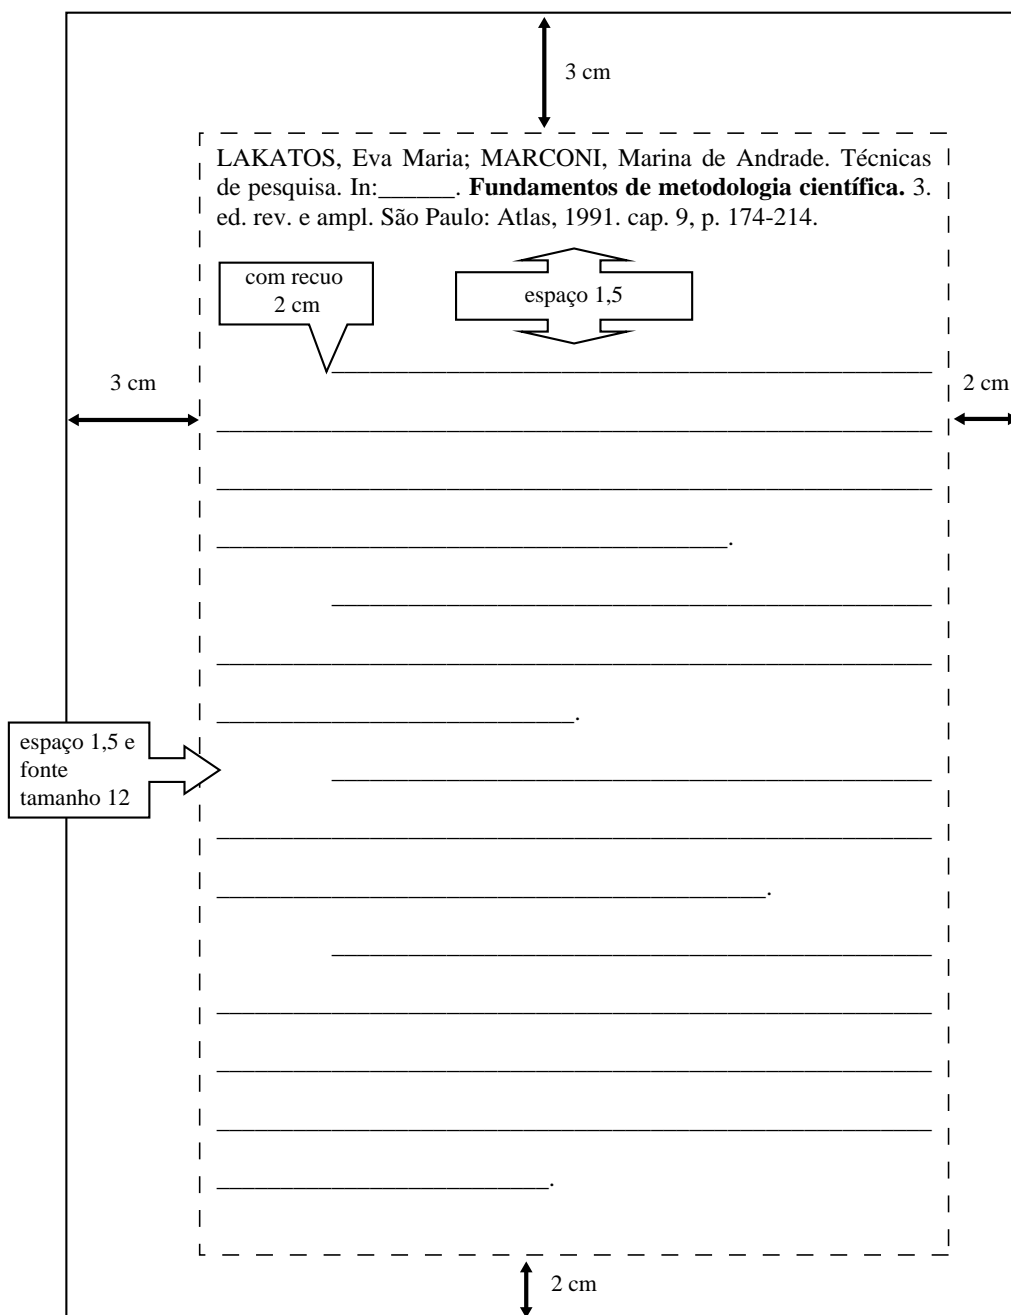 3 cm
LAKATOS, Eva Maria; MARCONI, Marina de Andrade. Técnicas
de pesquisa. In:______. Fundamentos de metodologia científica. 3.
ed. rev. e ampl. São Paulo: Atlas, 1991. cap. 9, p. 174-214.
com recuo
2 cm
espaço 1,5
3 cm
2 cm
espaço 1,5 e
fonte
tamanho 12
2 cm